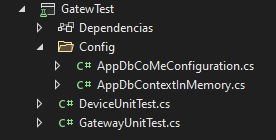 GatewTest
Dependencias
Config
C# AppDbCoMeConfiguration.cs
C# AppDbContextInMemory.cs
C# DeviceUnitTest.cs
C# GatewayUnitTest.cs